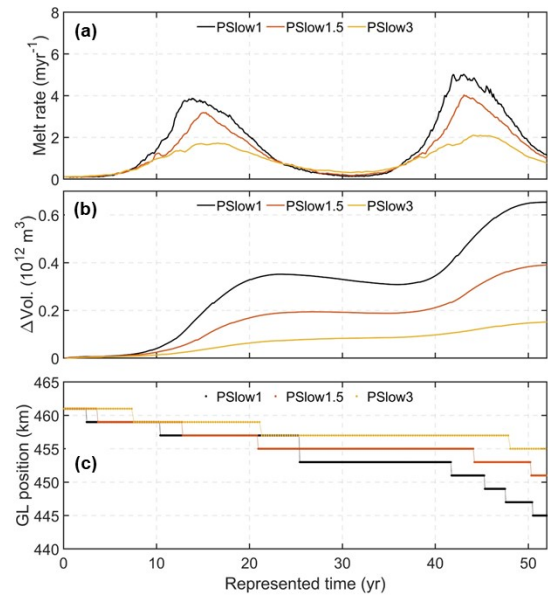 (a)
PSlow1 PSlow1.5 PSlow3
Melt rate (myr⁻¹)
8
6
4
2
0
(b)
PSlow1 PSlow1.5 PSlow3
ΔVol. (10¹² m³)
0.6
0.4
0.2
0
(c)
PSlow1 PSlow1.5 PSlow3
GL position (km)
465
460
455
450
445
440
0 10 20 30 40 50
Represented time (yr)